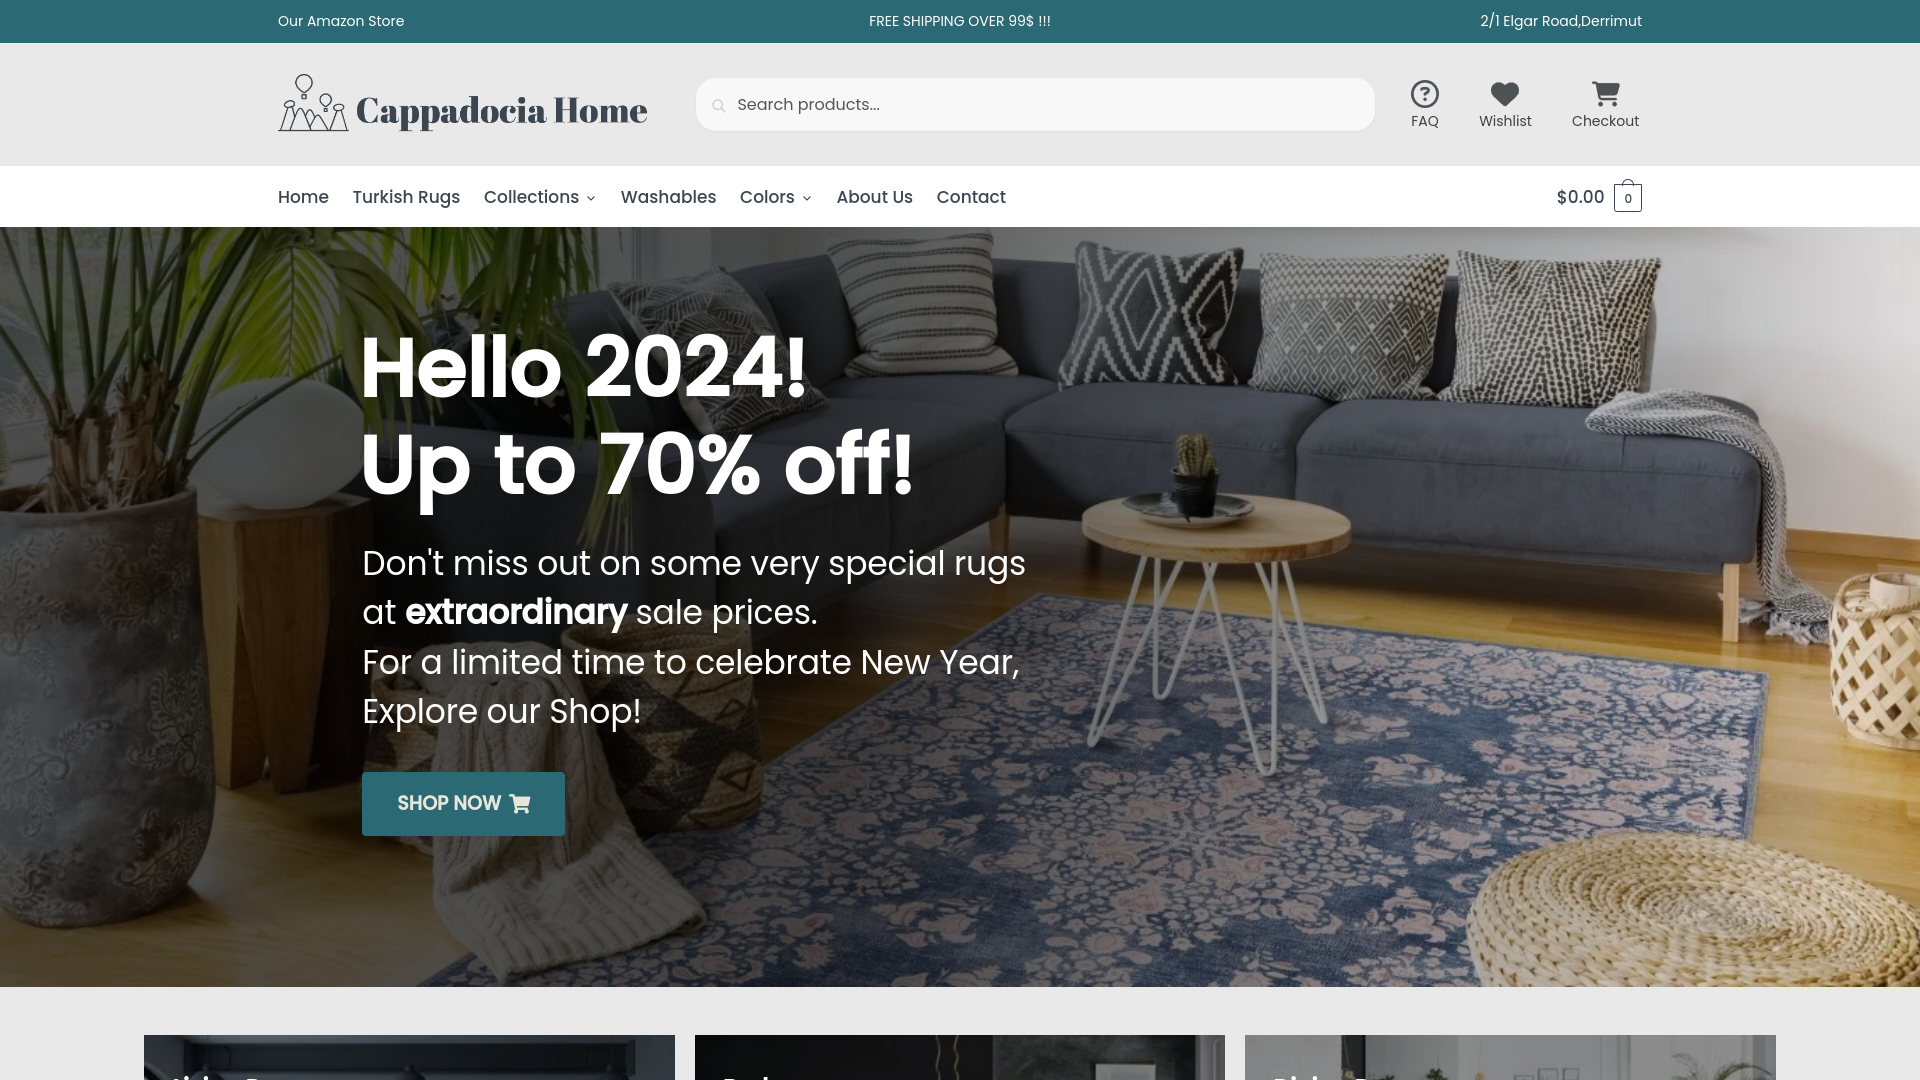 Our Amazon Store
FREE SHIPPING OVER 99$ !!!
2/1 Elgar Road,Derrimut
Cappadocia Home
Search products...
FAQ
Wishlist
Checkout
Home
Turkish Rugs
Collections
Washables
Colors
About Us
Contact
$0.00
0
Hello 2024!
Up to 70% off!
Don't miss out on some very special rugs
at extraordinary sale prices.
For a limited time to celebrate New Year,
Explore our Shop!
SHOP NOW